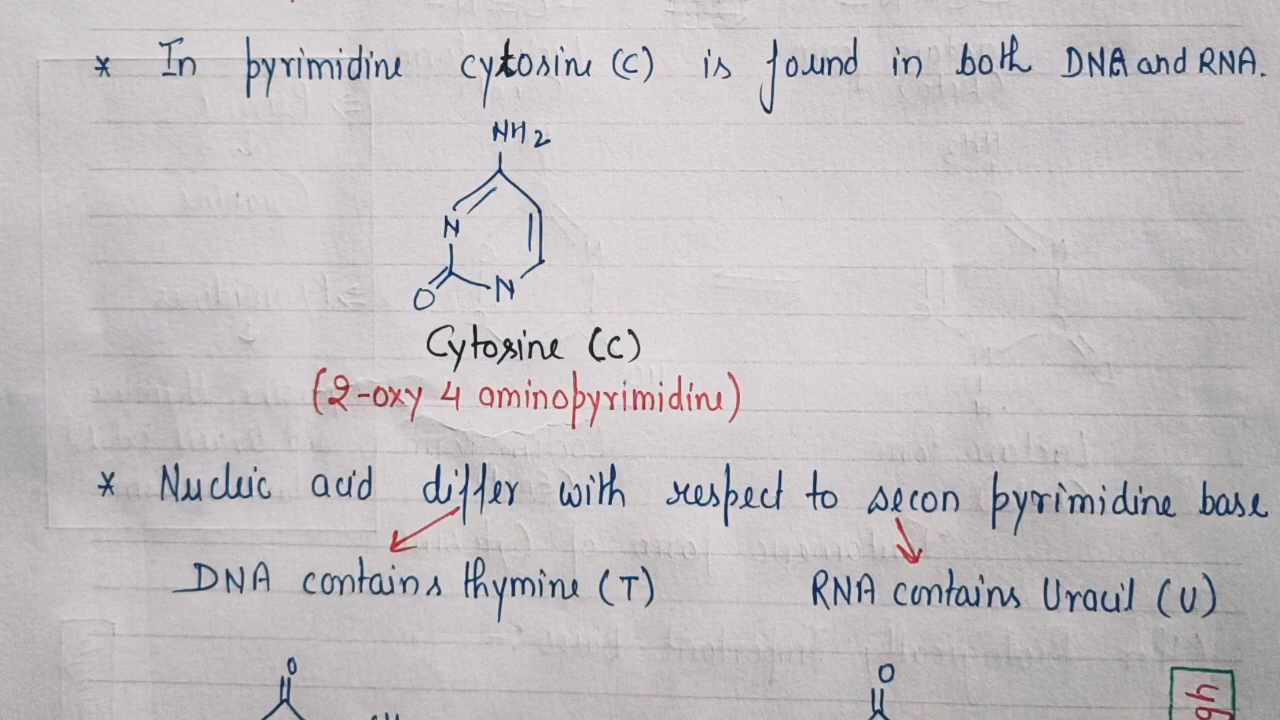 * In pyrimidine cytosine (C) is found in both DNA and RNA.
NH2
N
N
O
Cytosine (C)
(2-oxy 4 aminopyrimidine)
* Nucleic acid differ with respect to secon pyrimidine base
DNA contains thymine (T)
RNA contains Uracil (U)
O
O